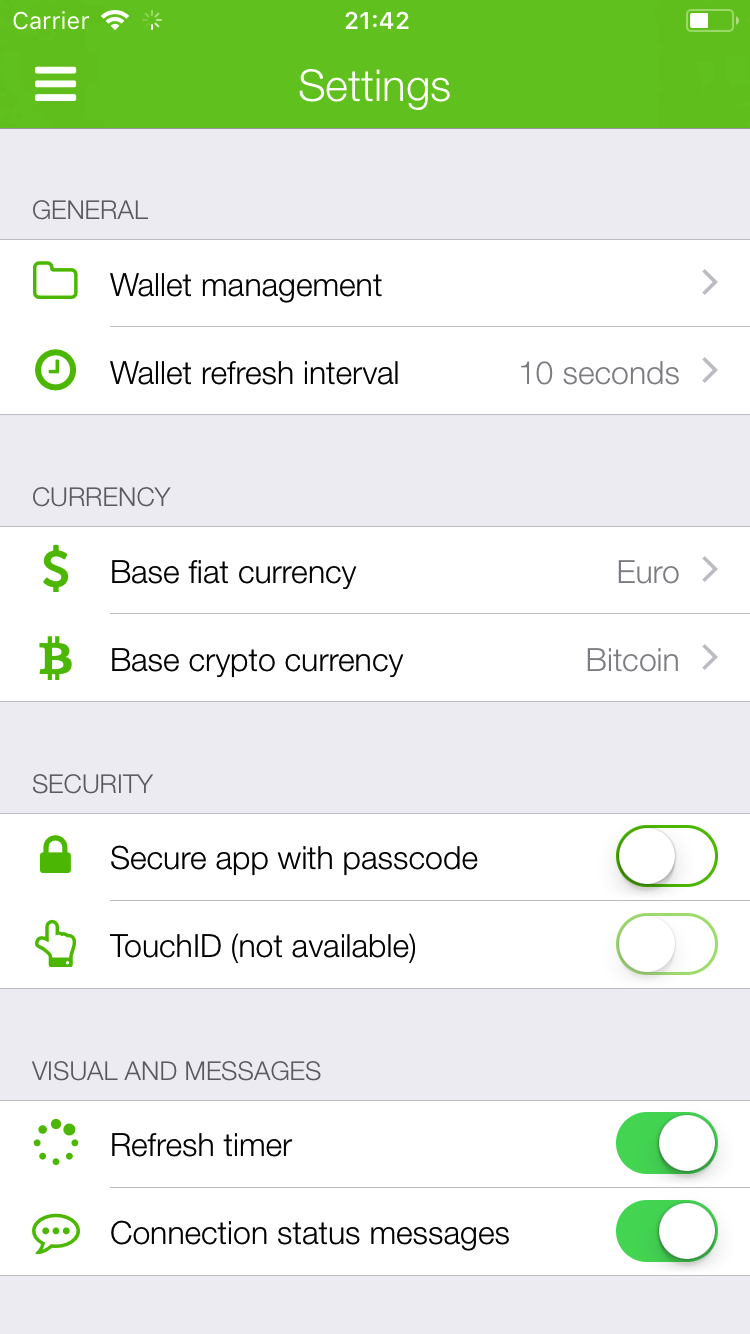 Carrier 21:42
Settings
GENERAL
Wallet management
Wallet refresh interval 10 seconds
CURRENCY
Base fiat currency Euro
Base crypto currency Bitcoin
SECURITY
Secure app with passcode
TouchID (not available)
VISUAL AND MESSAGES
Refresh timer
Connection status messages